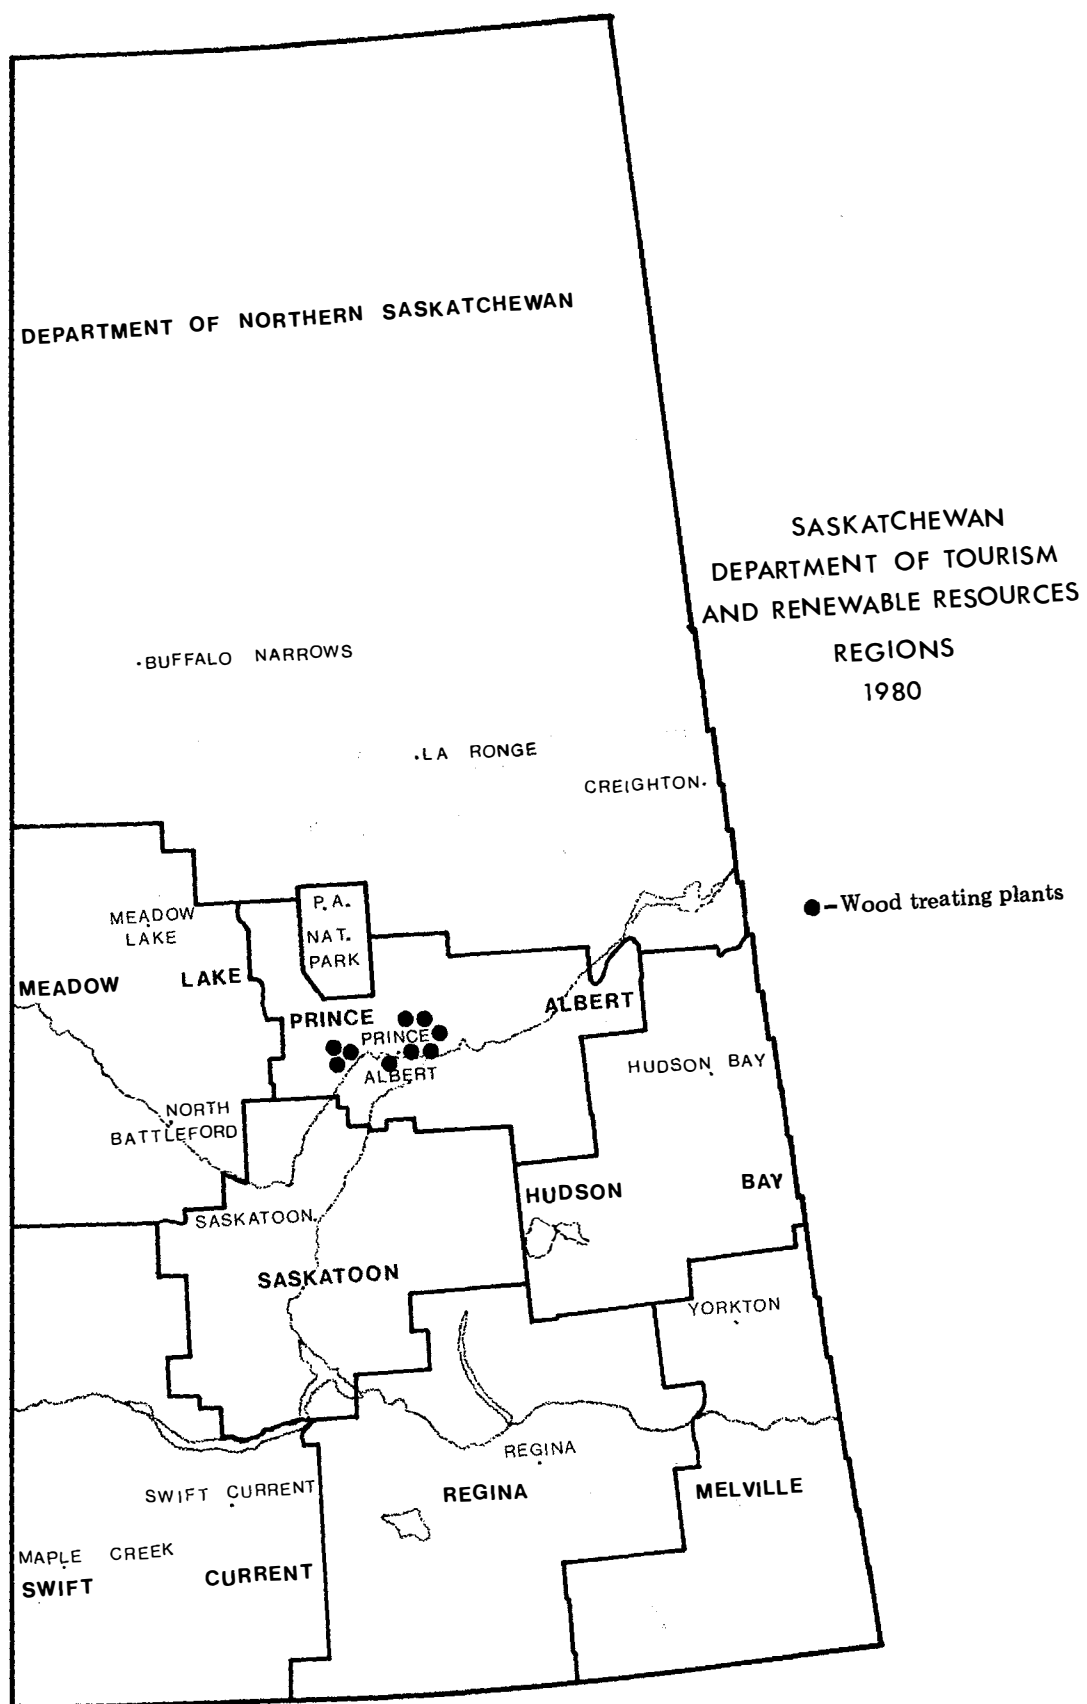 DEPARTMENT OF NORTHERN SASKATCHEWAN
SASKATCHEWAN
DEPARTMENT OF TOURISM
AND RENEWABLE RESOURCES
REGIONS
1980
BUFFALO NARROWS
LA RONGE
CREIGHTON
P.A.
NAT.
PARK
–Wood treating plants
MEADOW
LAKE
MEADOW LAKE
PRINCE ALBERT
PRINCE
ALBERT
HUDSON BAY
NORTH
BATTLEFORD
HUDSON BAY
SASKATOON
SASKATOON
YORKTON
REGINA
SWIFT CURRENT
REGINA
MELVILLE
MAPLE CREEK
SWIFT CURRENT